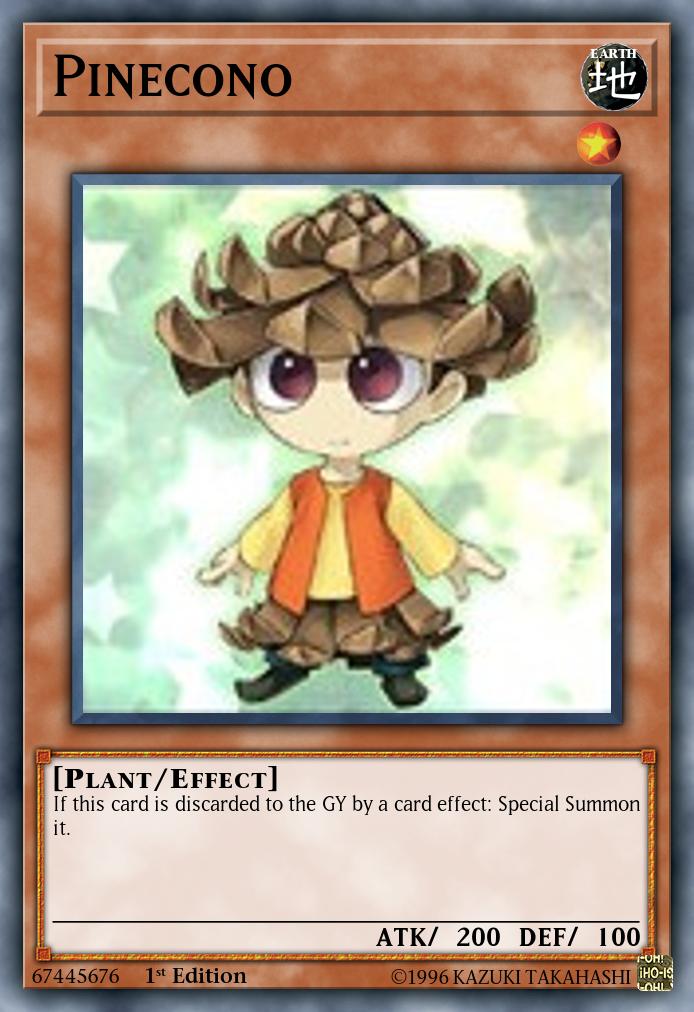 PINECONO
EARTH
地
[PLANT/EFFECT]
If this card is discarded to the GY by a card effect: Special Summon
it.
ATK/ 200 DEF/ 100
67445676 1st Edition ©1996 KAZUKI TAKAHASHI